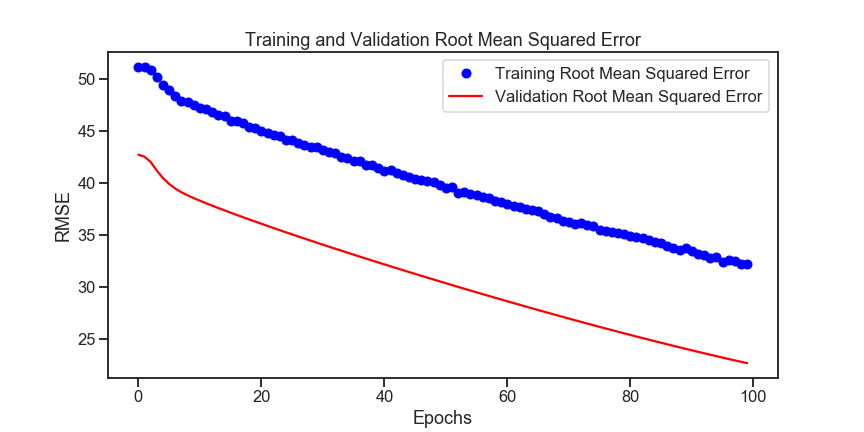 Training and Validation Root Mean Squared Error
Training Root Mean Squared Error
Validation Root Mean Squared Error
RMSE
50
45
40
35
30
25
0 20 40 60 80 100
Epochs